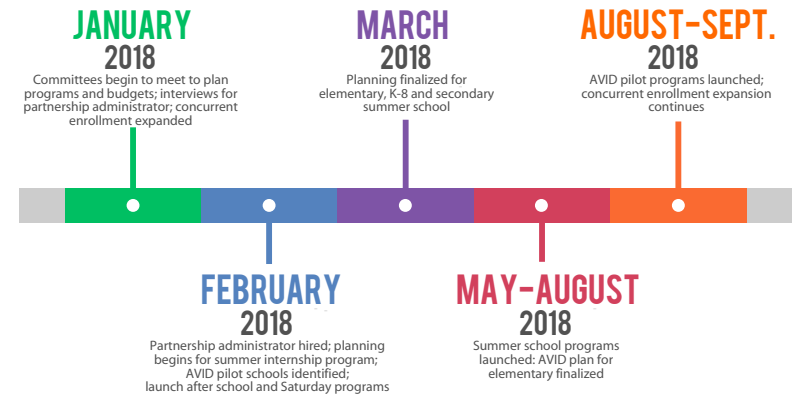 JANUARY
2018
Committees begin to meet to plan
programs and budgets; interviews for
partnership administrator; concurrent
enrollment expanded
FEBRUARY
2018
Partnership administrator hired; planning
begins for summer internship program;
AVID pilot schools identified;
launch after school and Saturday programs
MARCH
2018
Planning finalized for
elementary, K-8 and secondary
summer school
MAY-AUGUST
2018
Summer school programs
launched: AVID plan for
elementary finalized
AUGUST-SEPT.
2018
AVID pilot programs launched;
concurrent enrollment expansion
continues